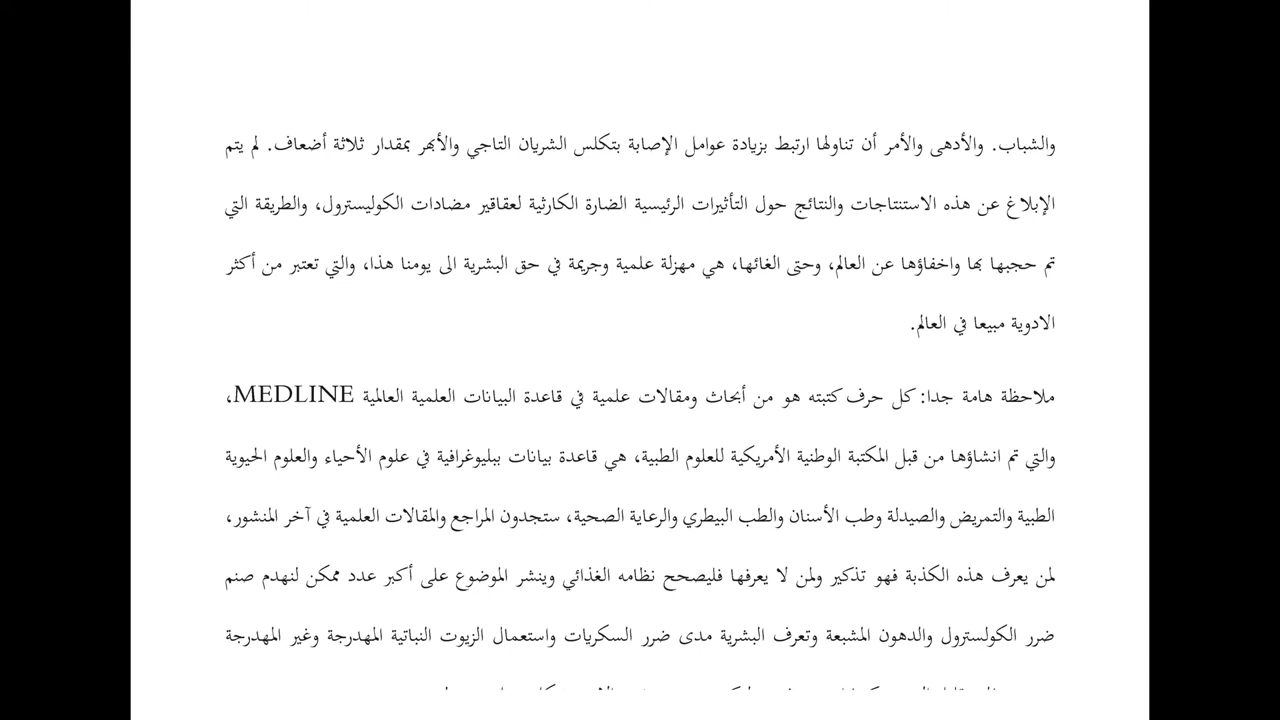 والشباب. والأدهى والأمر أن تناولها ارتبط بزيادة عوامل الإصابة بتكلس الشريان التاجي والأبهر بمقدار ثلاثة أضعاف. لم يتم
الإبلاغ عن هذه الاستنتاجات والنتائج حول التأثيرات الرئيسية الضارة الكارثية لعقاقير مضادات الكوليسترول، والطريقة التي
تم حجبها بها واخفاؤها عن العالم، وحتى الغائها، هي مهزلة علمية وجريمة في حق البشرية الى يومنا هذا، والتي تعتبر من أكثر
الادوية مبيعا في العالم.
ملاحظة هامة جدا: كل حرف كتبته هو من أبحاث ومقالات علمية في قاعدة البيانات العلمية العالمية MEDLINE،
والتي تم انشاؤها من قبل المكتبة الوطنية الأمريكية للعلوم الطبية، هي قاعدة بيانات ببليوغرافية في علوم الأحياء والعلوم الحيوية
الطبية والتمريض والصيدلة وطب الأسنان والطب البيطري والرعاية الصحية، ستجدون المراجع والمقالات العلمية في آخر المنشور،
لمن يعرف هذه الكذبة فهو تذكير ولمن لا يعرفها فليصحح نظامه الغذائي وينشر الموضوع على أكبر عدد ممكن لنهدم صنم
ضرر الكولسترول والدهون المشبعة وتعرف البشرية مدى ضرر السكريات واستعمال الزيوت النباتية المهدرجة وغير المهدرجة